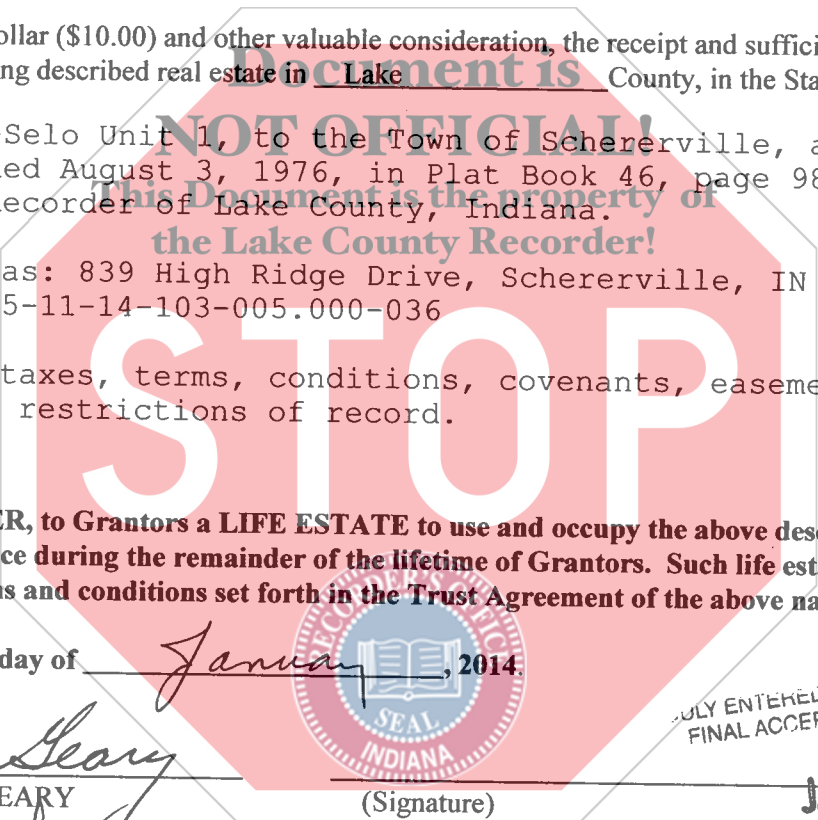 ollar ($10.00) and other valuable consideration, the receipt and suffici
Document is
ng described real estate in Lake County, in the Sta
NOT OFFICIAL!
Selo Unit 1, to the Town of Schererville, a
ed August 3, 1976, in Plat Book 46, page 98
This Document is the property of
Recorder of Lake County, Indiana.
the Lake County Recorder!
as: 839 High Ridge Drive, Schererville, IN
5-11-14-103-005.000-036
STOP
taxes, terms, conditions, covenants, easeme
restrictions of record.
ER, to Grantors a LIFE ESTATE to use and occupy the above des
ce during the remainder of the lifetime of Grantors. Such life est
s and conditions set forth in the Trust Agreement of the above na
RECORDER'S OFFICE
day of January, 2014.
SEAL
INDIANA
ULY ENTERED
FINAL ACCEP
Geary
EARY
(Signature)
J